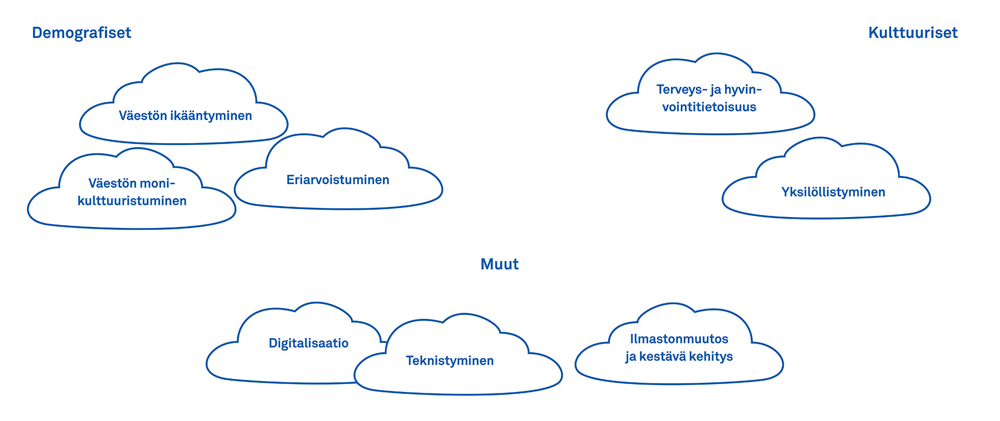 Demografiset
Väestön ikääntyminen
Väestön moni-
kulttuuristuminen
Eriarvoistuminen
Kulttuuriset
Terveys- ja hyvin-
vointitietoisuus
Yksilöllistyminen
Muut
Digitalisaatio
Teknistyminen
Ilmastonmuutos
ja kestävä kehitys